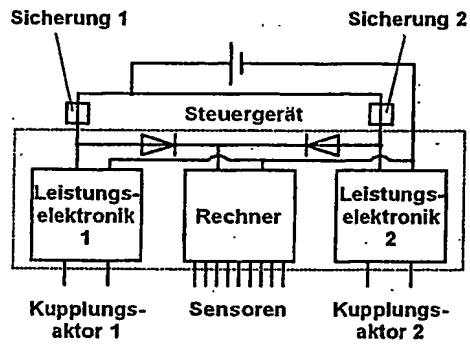 Sicherung 1
Sicherung 2
Steuergerät
Leistungs-
elektronik
1
Rechner
Leistungs-
elektronik
2
Kupplungs-
aktor 1
Sensoren
Kupplungs-
aktor 2